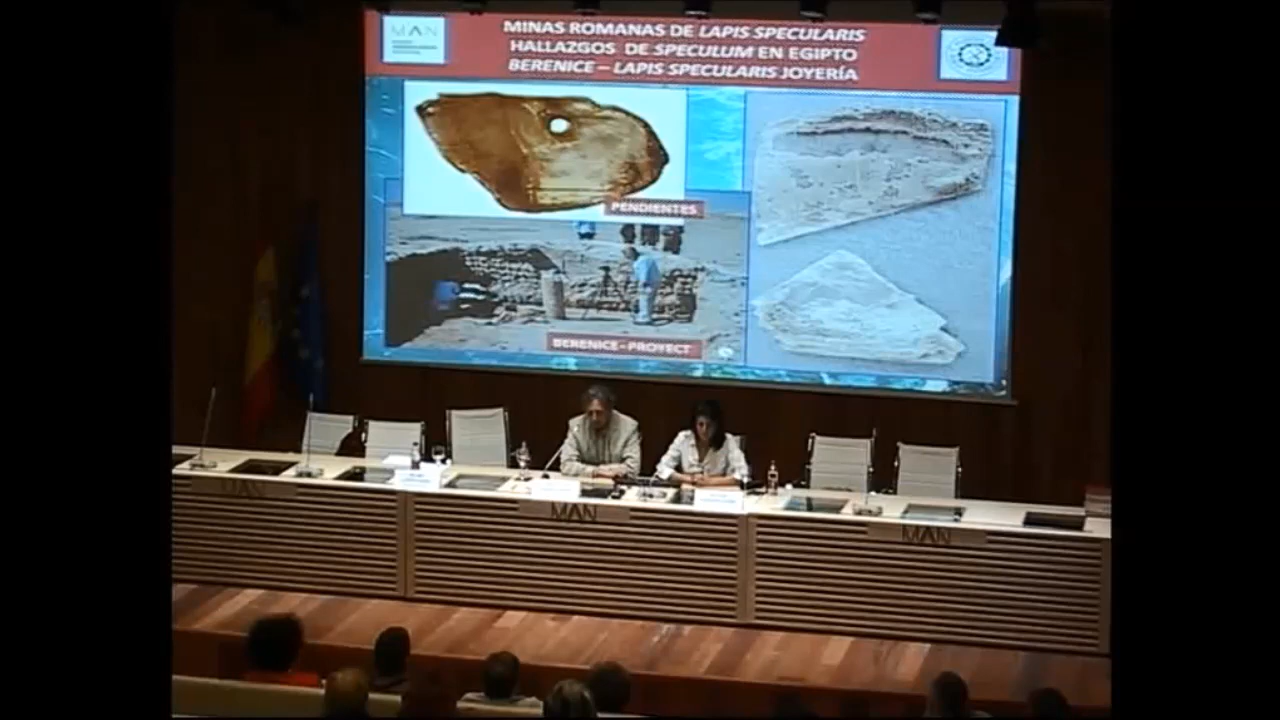 MAN
MINAS ROMANAS DE LAPIS SPECULARIS
HALLAZGOS DE SPECULUM EN EGIPTO
BERENICE – LAPIS SPECULARIS JOYERÍA
PENDIENTES
BERENICE - PROYECT
MAN
MAN
MAN